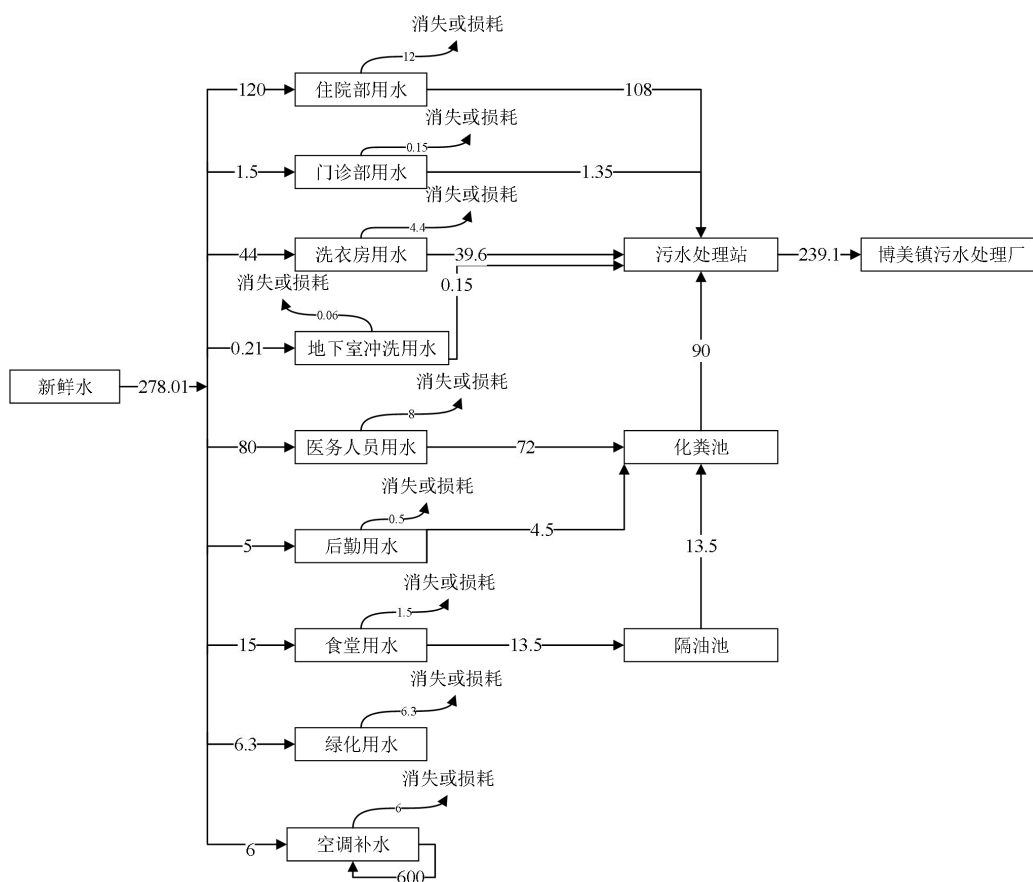 消失或损耗
12
120
住院部用水
108
消失或损耗
0.15
1.5
门诊部用水
1.35
消失或损耗
4.4
44
洗衣房用水
39.6
污水处理站
239.1
博美镇污水处理厂
消失或损耗
0.15
0.06
0.21
地下室冲洗用水
90
新鲜水
278.01
消失或损耗
8
80
医务人员用水
72
化粪池
消失或损耗
0.5
5
后勤用水
4.5
13.5
消失或损耗
1.5
15
食堂用水
13.5
隔油池
消失或损耗
6.3
6.3
绿化用水
消失或损耗
6
6
空调补水
600